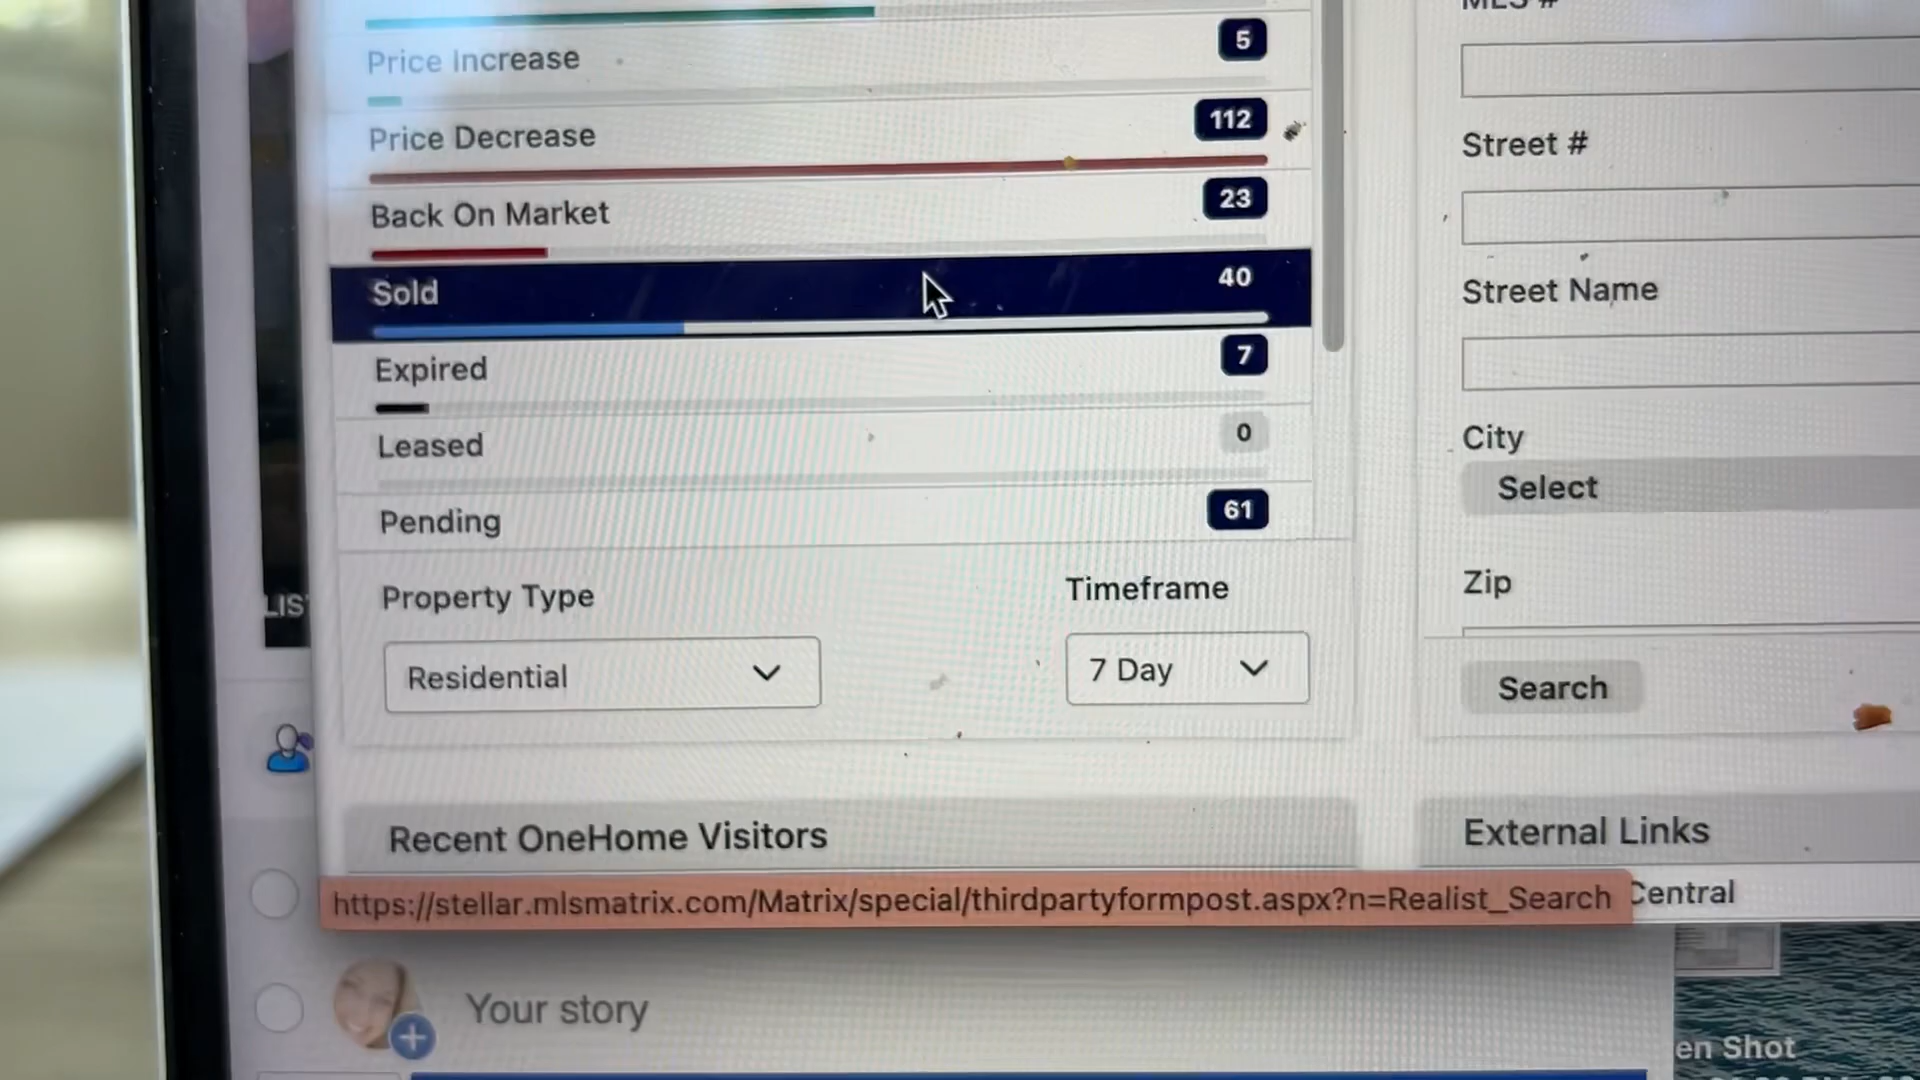 Price Increase
5
Price Decrease
112
Back On Market
23
Sold
40
Expired
7
Leased
0
Pending
61
Property Type
Timeframe
Residential
7 Day
Recent OneHome Visitors
https://stellar.mlsmatrix.com/Matrix/special/thirdpartyformpost.aspx?n=Realist_Search
MLS #
Street #
Street Name
City
Select
Zip
Search
External Links
Central
LIS
Your story
en Shot